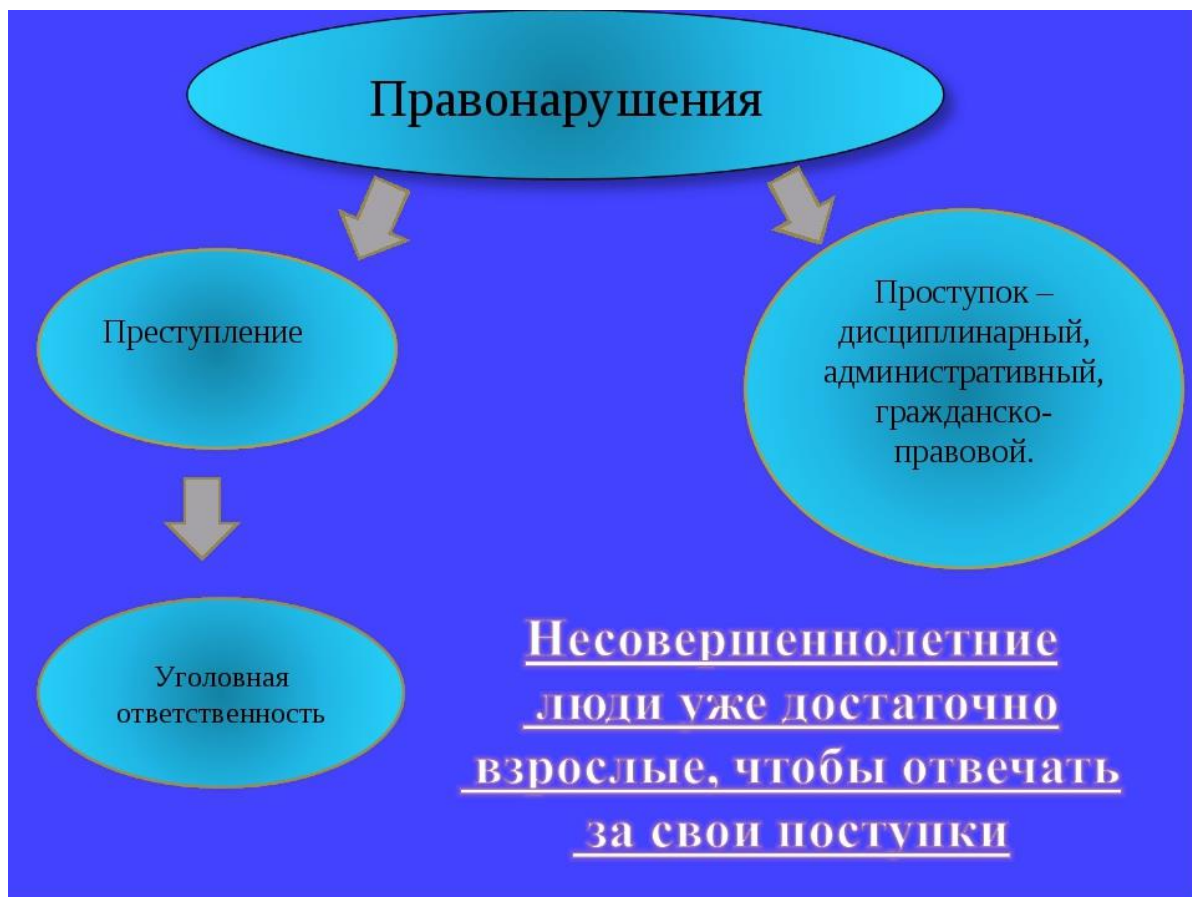 Правонарушения
Преступление
Проступок –
дисциплинарный,
административный,
гражданско-
правовой.
Уголовная
ответственность
Несовершеннолетние
люди уже достаточно
взрослые, чтобы отвечать
за свои поступки